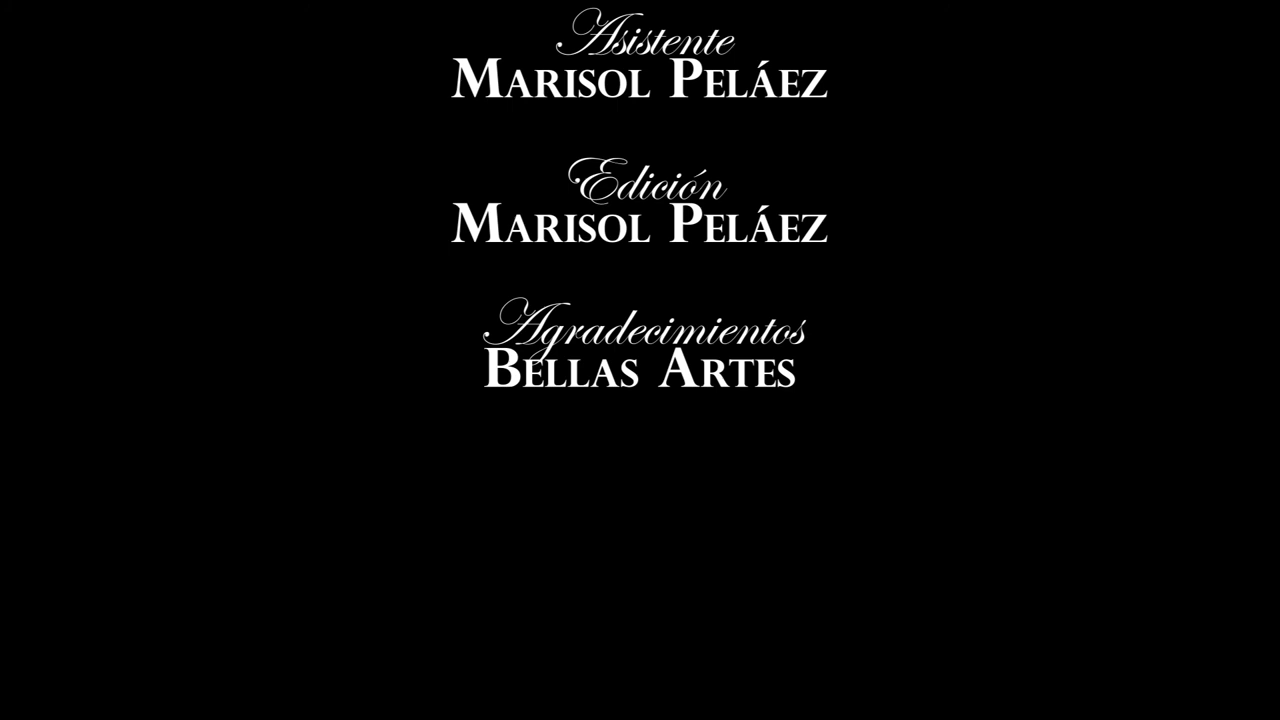 Asistente
Marisol Peláez
Edición
Marisol Peláez
Agradecimientos
Bellas Artes